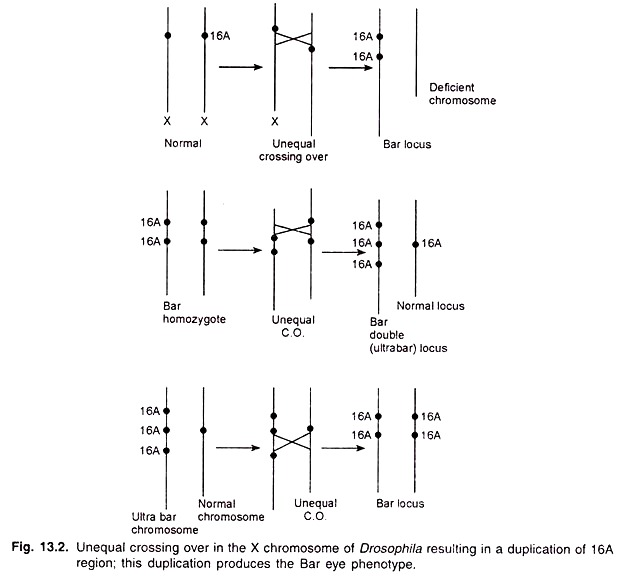 16A
16A
16A
Deficient
chromosome
X X X
Normal
Unequal
crossing over
Bar locus
16A
16A
16A
16A
16A
16A
Bar
homozygote
Unequal
C.O.
Bar
double
(ultrabar) locus
Normal locus
16A
16A
16A
16A
16A
16A
16A
Ultra bar
chromosome
Normal
chromosome
Unequal
C.O.
Bar locus
Fig. 13.2. Unequal crossing over in the X chromosome of Drosophila resulting in a duplication of 16A
region; this duplication produces the Bar eye phenotype.